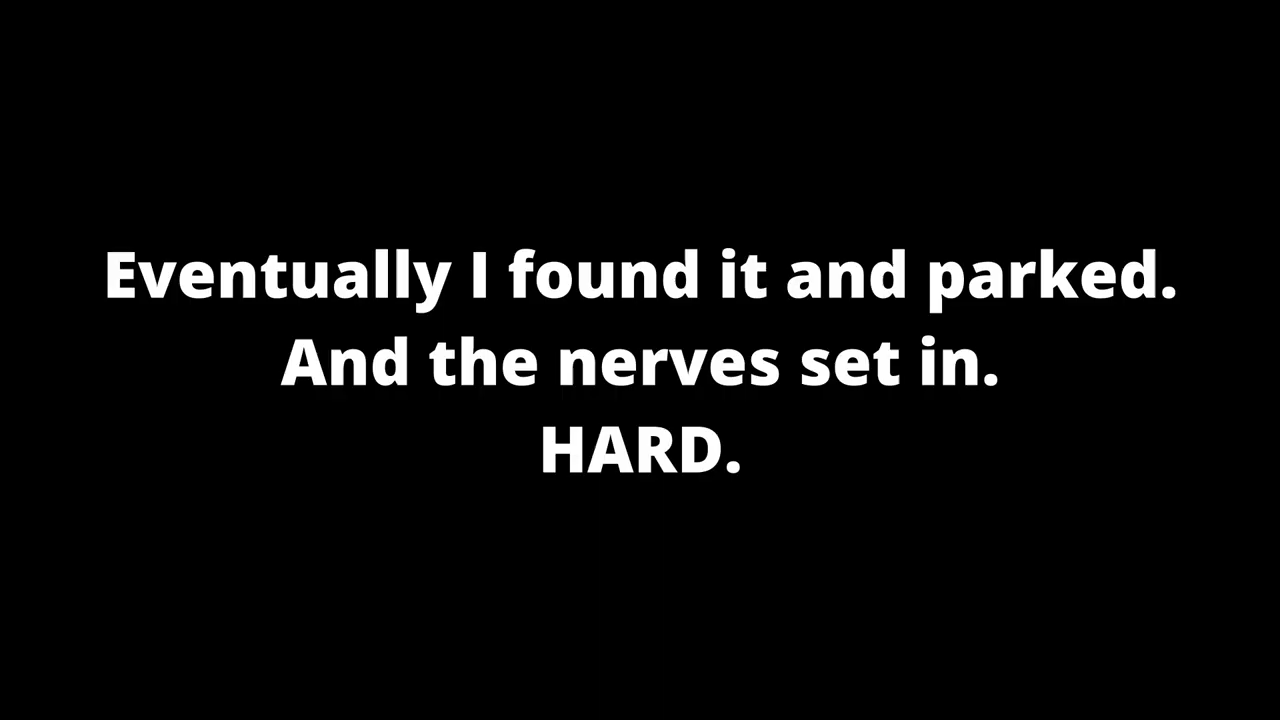 Eventually I found it and parked.
And the nerves set in.
HARD.